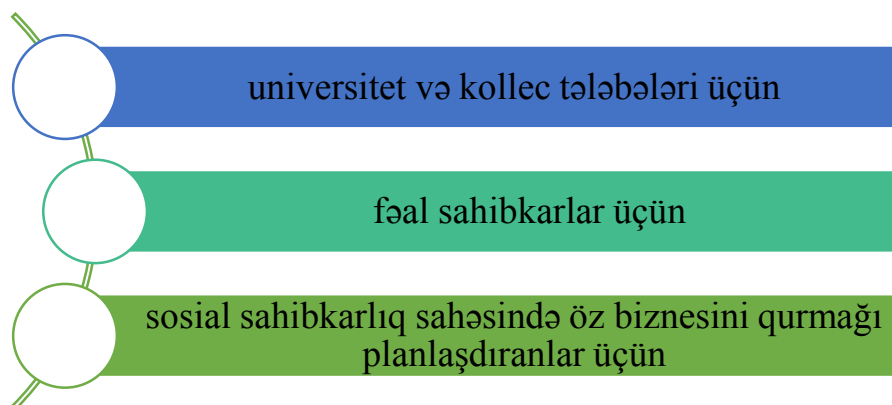 universitet və kollec tələbələri üçün
fəal sahibkarlar üçün
sosial sahibkarlıq sahəsində öz biznesini qurmağı
planlaşdıranlar üçün